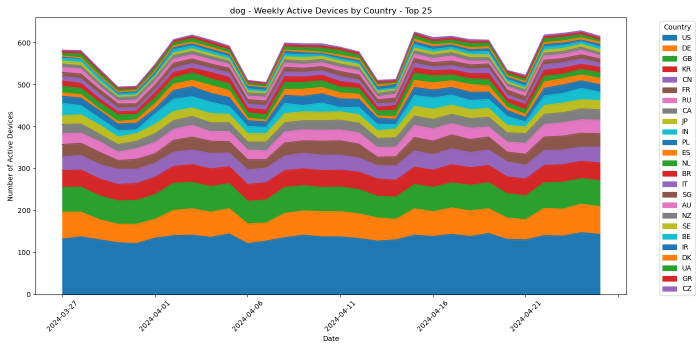 dog - Weekly Active Devices by Country - Top 25
Number of Active Devices
600
500
400
300
200
100
0
2024-03-27
2024-04-01
2024-04-06
2024-04-11
2024-04-16
2024-04-21
Date
Country
US
DE
GB
KR
CN
FR
RU
CA
JP
IN
PL
ES
NL
BR
IT
SG
AU
NZ
SE
BE
IR
DK
UA
GR
CZ